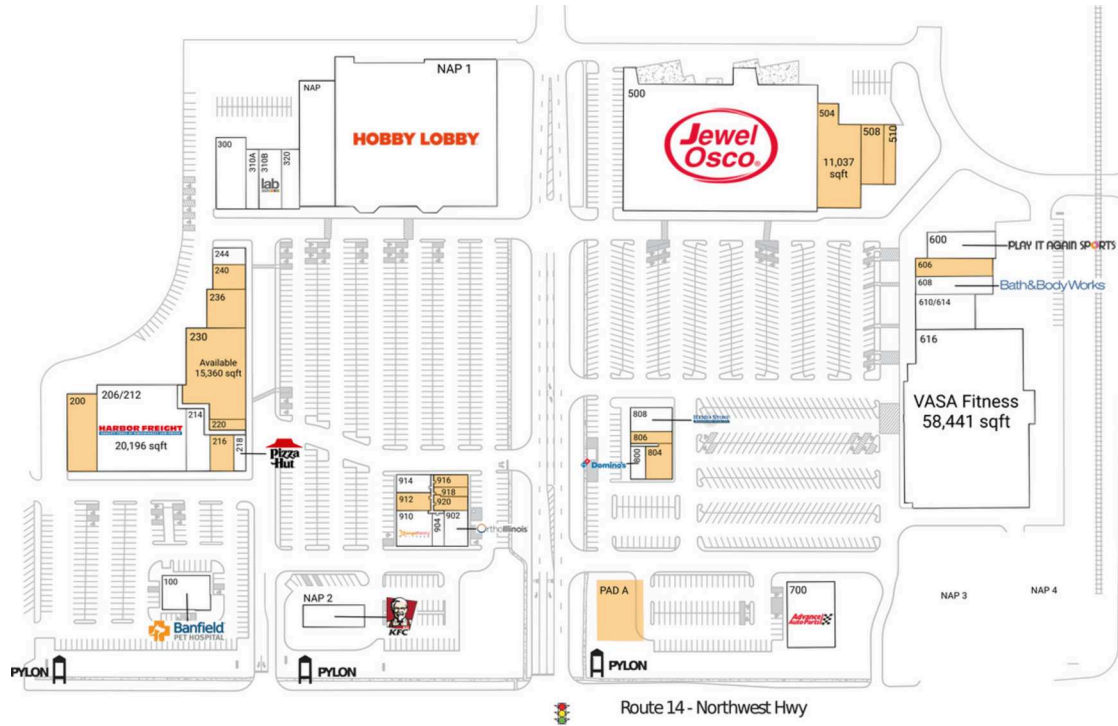 NAP 1
NAP
HOBBY LOBBY
300
310A
310B
320
lab
500
Jewel
Osco®
504
11,037
sqft
508
510
600
PLAY IT AGAIN SPORTS
606
608
Bath&BodyWorks
610/614
616
VASA Fitness
58,441 sqft
244
240
236
230
Available
15,360 sqft
200
206/212
HARBOR FREIGHT
20,196 sqft
214
220
216
218
Pizza
Hut
808
806
800
804
Domino's
914
916
918
912
920
910
904
902
OrthoIllinois
100
Banfield
PET HOSPITAL
NAP 2
KFC
PAD A
700
Advance
Auto Parts
NAP 3
NAP 4
PYLON
PYLON
PYLON
Route 14 - Northwest Hwy